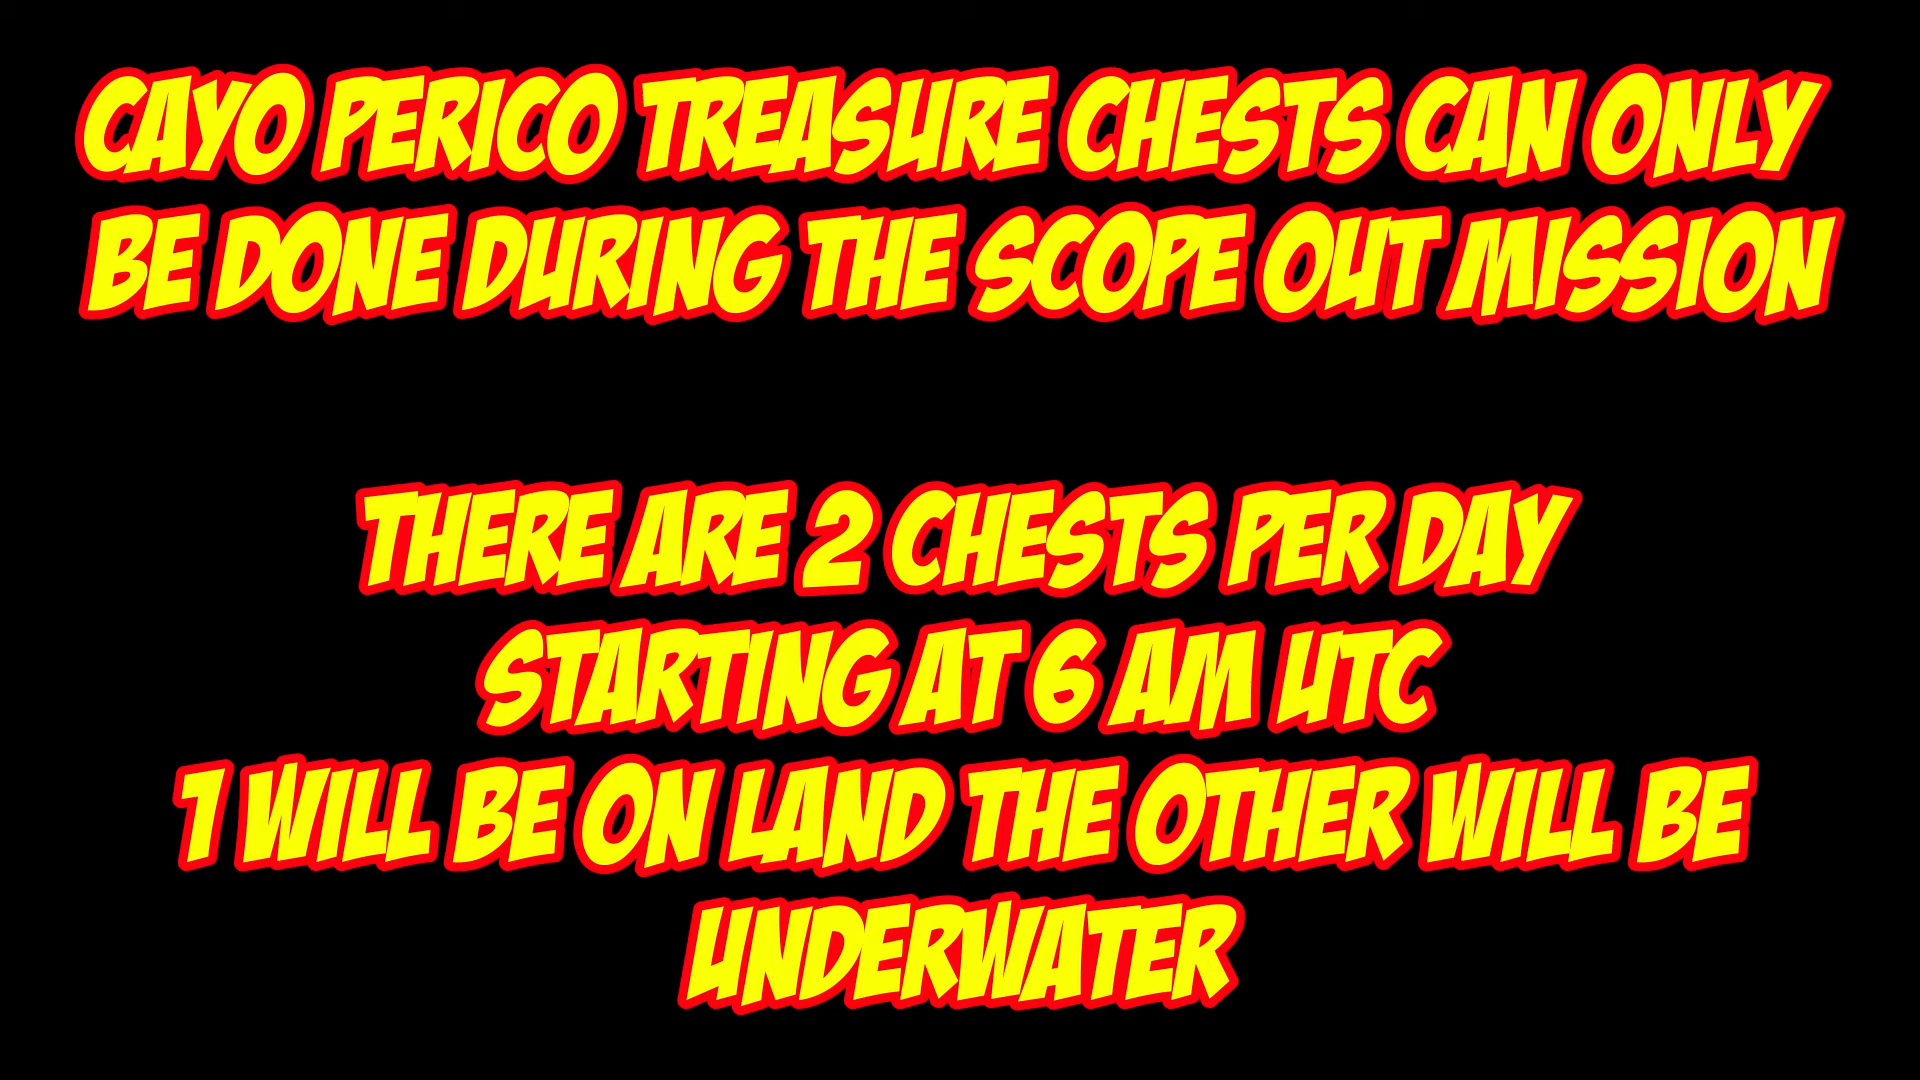 CAYO PERICO TREASURE CHESTS CAN ONLY
BE DONE DURING THE SCOPE OUT MISSION
THERE ARE 2 CHESTS PER DAY
STARTING AT 6 AM UTC
1 WILL BE ON LAND THE OTHER WILL BE
UNDERWATER